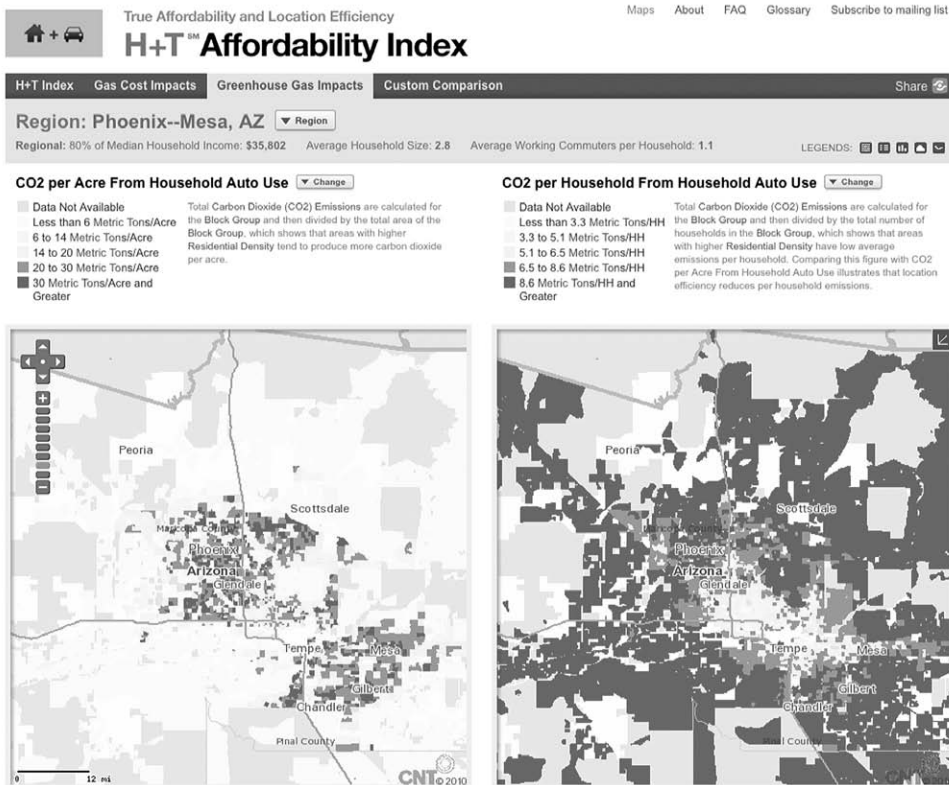 Maps About FAQ Glossary Subscribe to mailing list
True Affordability and Location Efficiency
H+T℠ Affordability Index
H+T Index Gas Cost Impacts Greenhouse Gas Impacts Custom Comparison Share
Region: Phoenix--Mesa, AZ Region
Regional: 80% of Median Household Income: $35,802 Average Household Size: 2.8 Average Working Commuters per Household: 1.1 LEGENDS:
CO2 per Acre From Household Auto Use Change
Data Not Available
Less than 6 Metric Tons/Acre
6 to 14 Metric Tons/Acre
14 to 20 Metric Tons/Acre
20 to 30 Metric Tons/Acre
30 Metric Tons/Acre and
Greater
Total Carbon Dioxide (CO2) Emissions are calculated for
the Block Group and then divided by the total area of the
Block Group, which shows that areas with higher
Residential Density tend to produce more carbon dioxide
per acre.
CO2 per Household From Household Auto Use Change
Data Not Available
Less than 3.3 Metric Tons/HH
3.3 to 5.1 Metric Tons/HH
5.1 to 6.5 Metric Tons/HH
6.5 to 8.6 Metric Tons/HH
8.6 Metric Tons/HH and
Greater
Total Carbon Dioxide (CO2) Emissions are calculated for
the Block Group and then divided by the total number of
households in the Block Group, which shows that areas
with higher Residential Density have low average
emissions per household. Comparing this figure with CO2
per Acre From Household Auto Use illustrates that location
efficiency reduces per household emissions.
Peoria
Scottsdale
Maricopa County
Phoenix
Arizona
Glendale
Tempe
Mesa
Gilbert
Chandler
Pinal County
0 12 mi
CNT © 2010
Peoria
Scottsdale
Maricopa County
Phoenix
Arizona
Glendale
Tempe
Mesa
Gilbert
Chandler
Pinal County
CNT © 2010